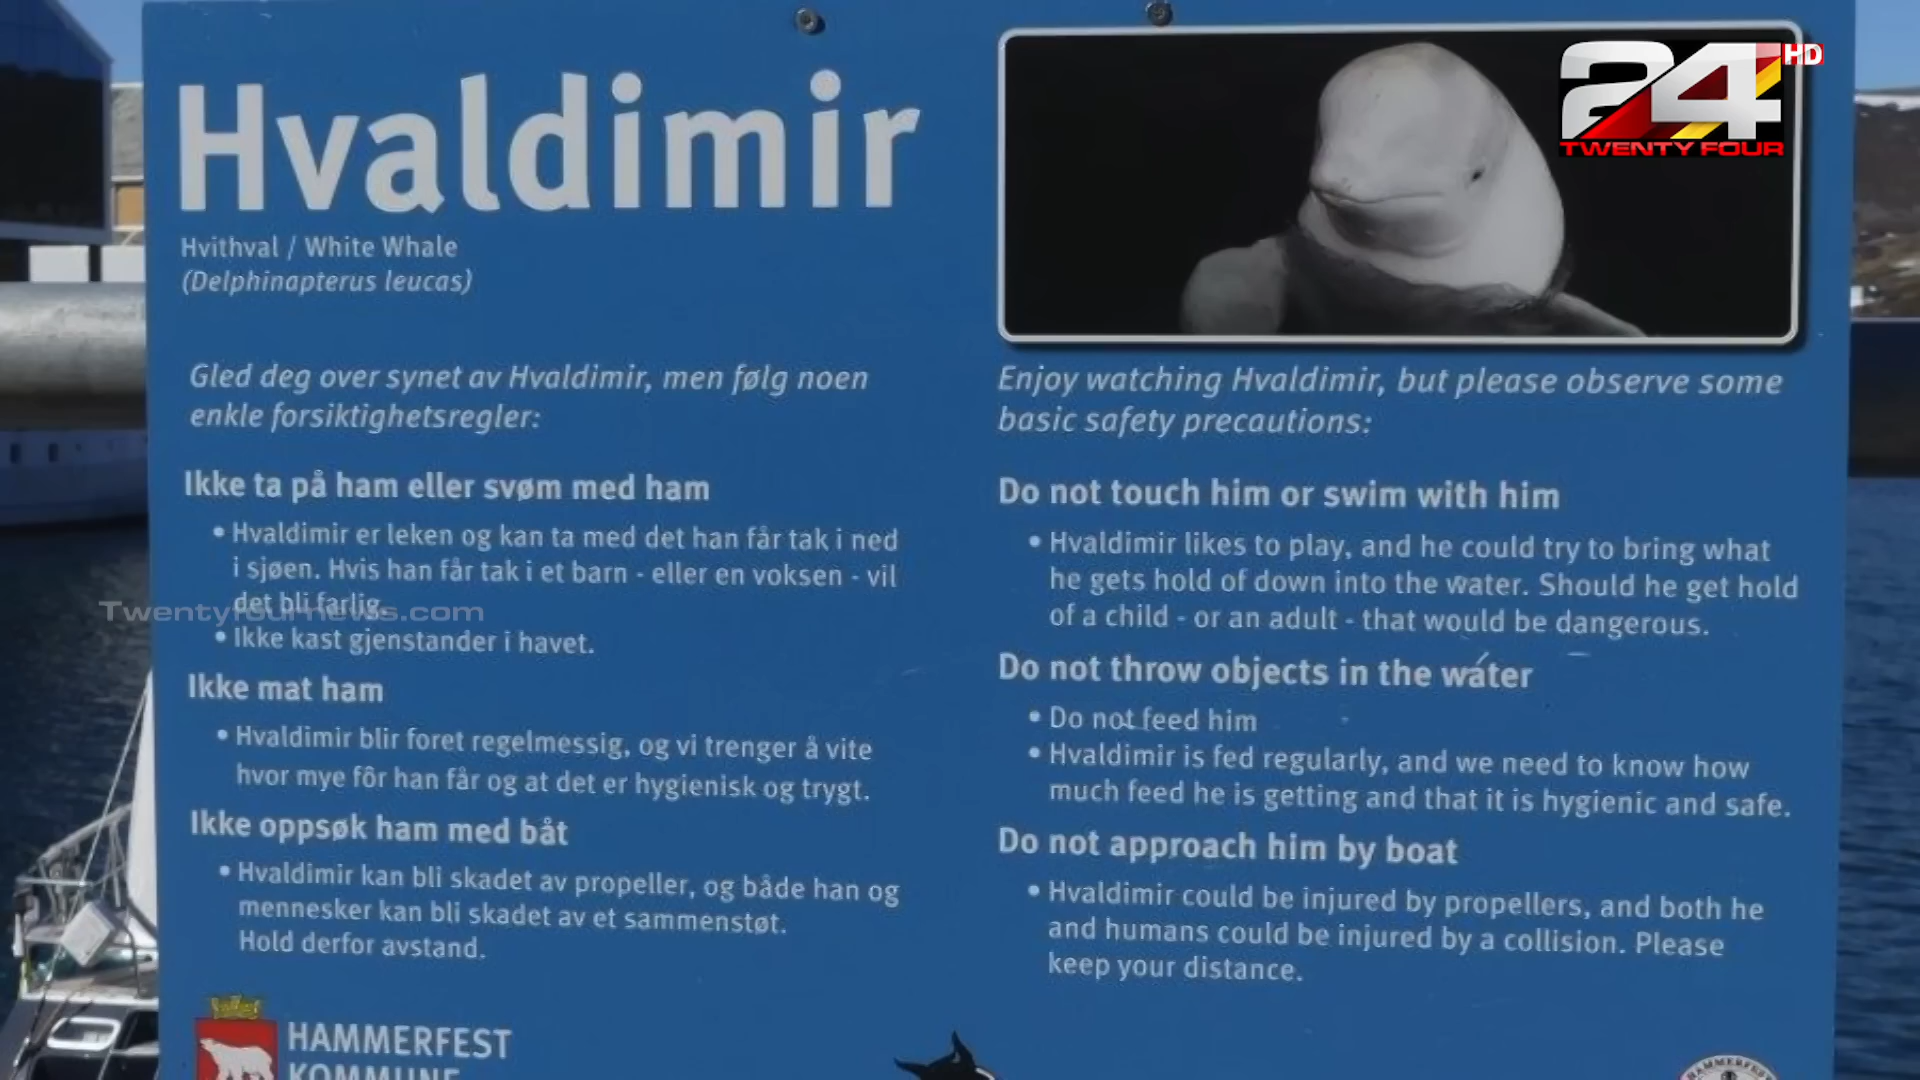 Hvaldimir
Hvithval / White Whale
(Delphinapterus leucas)
Gled deg over synet av Hvaldimir, men følg noen
enkle forsiktighetsregler:
Ikke ta på ham eller svøm med ham
• Hvaldimir er leken og kan ta med det han får tak i ned
i sjøen. Hvis han får tak i et barn - eller en voksen - vil
det bli farlig.
• Ikke kast gjenstander i havet.
Ikke mat ham
• Hvaldimir blir foret regelmessig, og vi trenger å vite
hvor mye fôr han får og at det er hygienisk og trygt.
Ikke oppsøk ham med båt
• Hvaldimir kan bli skadet av propeller, og både han og
mennesker kan bli skadet av et sammenstøt.
Hold derfor avstand.
HAMMERFEST
KOMMUNE
Enjoy watching Hvaldimir, but please observe some
basic safety precautions:
Do not touch him or swim with him
• Hvaldimir likes to play, and he could try to bring what
he gets hold of down into the water. Should he get hold
of a child - or an adult - that would be dangerous.
Do not throw objects in the water
• Do not feed him
• Hvaldimir is fed regularly, and we need to know how
much feed he is getting and that it is hygienic and safe.
Do not approach him by boat
• Hvaldimir could be injured by propellers, and both he
and humans could be injured by a collision. Please
keep your distance.
HAMMERFEST
24 HD
TWENTY FOUR
Twentyfournews.com